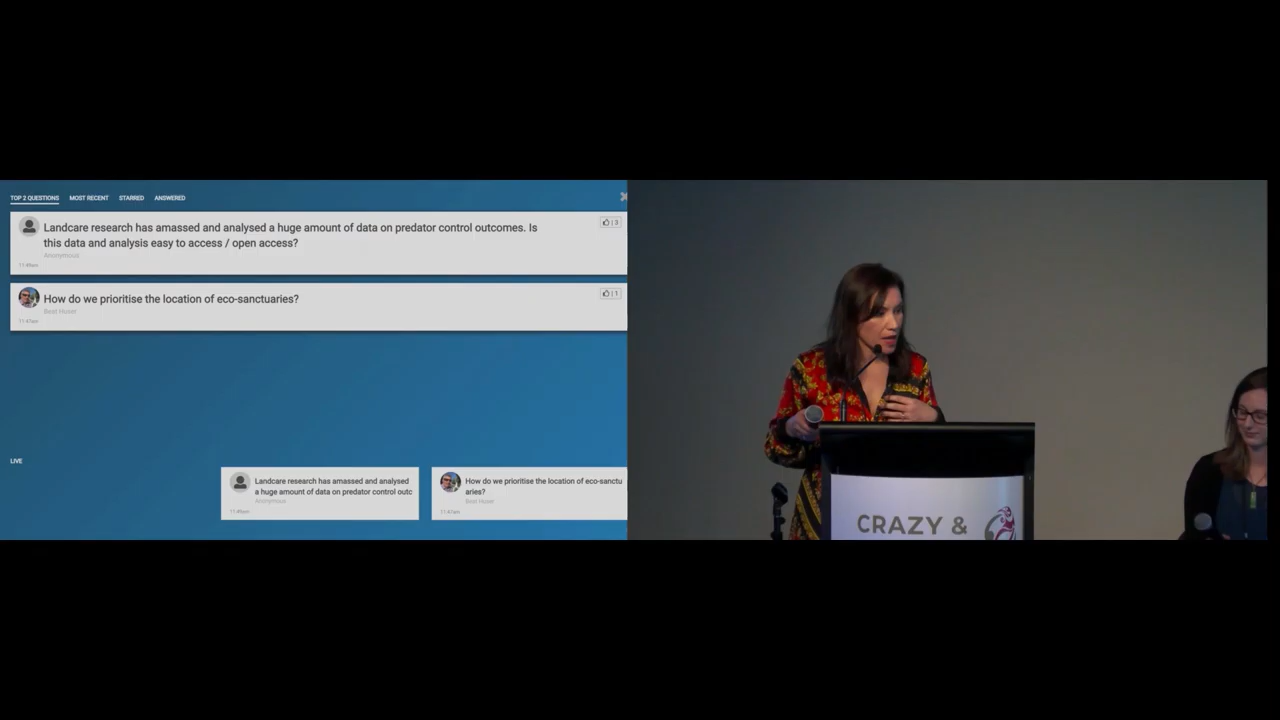 TOP 2 QUESTIONS MOST RECENT STARRED ANSWERED
Landcare research has amassed and analysed a huge amount of data on predator control outcomes. Is
this data and analysis easy to access / open access?
Anonymous
3
How do we prioritise the location of eco-sanctuaries?
1
LIVE
Landcare research has amassed and analysed
a huge amount of data on predator control outc
Anonymous
How do we prioritise the location of eco-sanctu
aries?
CRAZY &